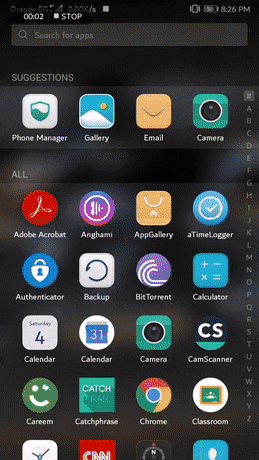 Orange EG 0.00K/s 8:26 PM
00:02 STOP
Search for apps
SUGGESTIONS
Phone Manager Gallery Email Camera
ALL
Adobe Acrobat Anghami AppGallery aTimeLogger
Authenticator Backup BitTorrent Calculator
Saturday
4 31 CS
Calendar Calendar Camera CamScanner
CATCH
Careem Catchphrase Chrome Classroom
CNN
#
A
B
C
D
E
F
G
H
I
J
K
L
M
N
O
P
Q
R
S
T
U
V
W
X
Y
Z